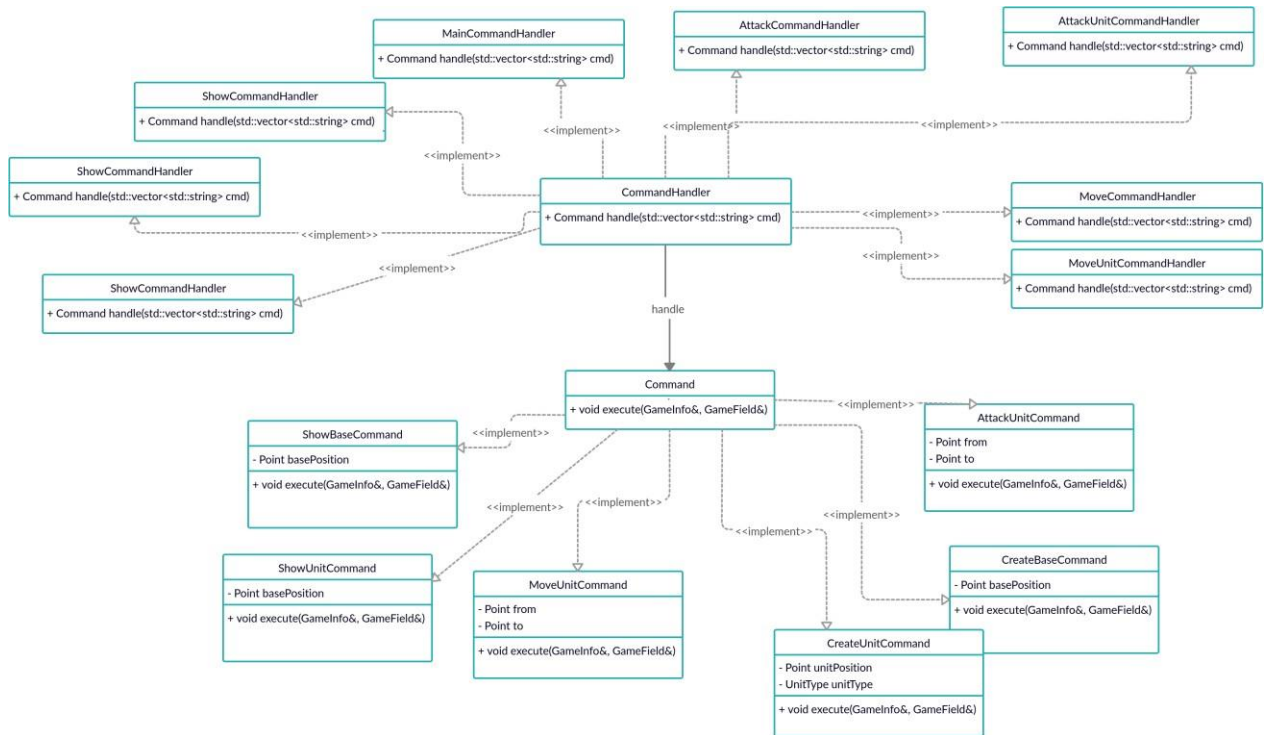 AttackCommandHandler
+ Command handle(std::vector<std::string> cmd)
AttackUnitCommandHandler
+ Command handle(std::vector<std::string> cmd)
MainCommandHandler
+ Command handle(std::vector<std::string> cmd)
ShowCommandHandler
+ Command handle(std::vector<std::string> cmd)
<<implement>>
<<implement>>
<<implement>>
<<implement>>
ShowCommandHandler
+ Command handle(std::vector<std::string> cmd)
CommandHandler
+ Command handle(std::vector<std::string> cmd)
MoveCommandHandler
+ Command handle(std::vector<std::string> cmd)
<<implement>>
<<implement>>
<<implement>>
<<implement>>
MoveUnitCommandHandler
+ Command handle(std::vector<std::string> cmd)
ShowCommandHandler
+ Command handle(std::vector<std::string> cmd)
handle
Command
+ void execute(GameInfo&, GameField&)
<<implement>>
AttackUnitCommand
- Point from
- Point to
+ void execute(GameInfo&, GameField&)
<<implement>>
ShowBaseCommand
- Point basePosition
+ void execute(GameInfo&, GameField&)
<<implement>>
<<implement>>
<<implement>>
<<implement>>
ShowUnitCommand
- Point basePosition
+ void execute(GameInfo&, GameField&)
MoveUnitCommand
- Point from
- Point to
+ void execute(GameInfo&, GameField&)
CreateBaseCommand
- Point basePosition
+ void execute(GameInfo&, GameField&)
CreateUnitCommand
- Point unitPosition
- UnitType unitType
+ void execute(GameInfo&, GameField&)